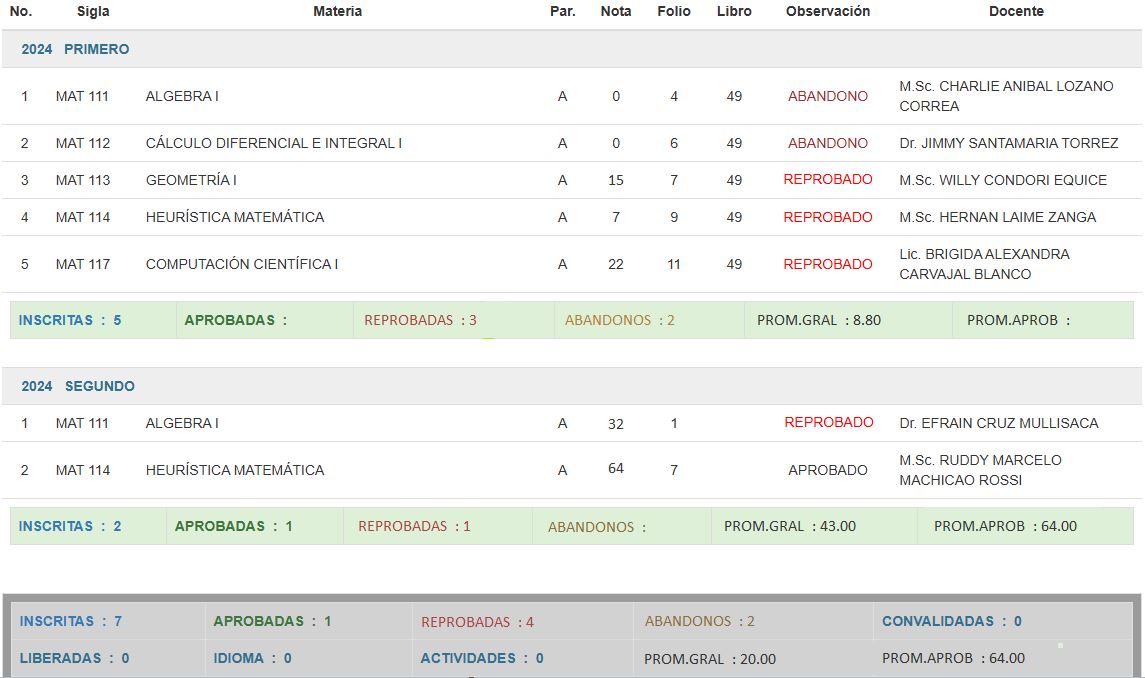 No. Sigla Materia Par. Nota Folio Libro Observación Docente
2024 PRIMERO
1 MAT 111 ALGEBRA I A 0 4 49 ABANDONO M.Sc. CHARLIE ANIBAL LOZANO
CORREA
2 MAT 112 CÁLCULO DIFERENCIAL E INTEGRAL I A 0 6 49 ABANDONO Dr. JIMMY SANTAMARIA TORREZ
3 MAT 113 GEOMETRÍA I A 15 7 49 REPROBADO M.Sc. WILLY CONDORI EQUICE
4 MAT 114 HEURÍSTICA MATEMÁTICA A 7 9 49 REPROBADO M.Sc. HERNAN LAIME ZANGA
5 MAT 117 COMPUTACIÓN CIENTÍFICA I A 22 11 49 REPROBADO Lic. BRIGIDA ALEXANDRA
CARVAJAL BLANCO
INSCRITAS : 5 APROBADAS : REPROBADAS : 3 ABANDONOS : 2 PROM.GRAL : 8.80 PROM.APROB :
2024 SEGUNDO
1 MAT 111 ALGEBRA I A 32 1 REPROBADO Dr. EFRAIN CRUZ MULLISACA
2 MAT 114 HEURÍSTICA MATEMÁTICA A 64 7 APROBADO M.Sc. RUDDY MARCELO
MACHICAO ROSSI
INSCRITAS : 2 APROBADAS : 1 REPROBADAS : 1 ABANDONOS : PROM.GRAL : 43.00 PROM.APROB : 64.00
INSCRITAS : 7 APROBADAS : 1 REPROBADAS : 4 ABANDONOS : 2 CONVALIDADAS : 0
LIBERADAS : 0 IDIOMA : 0 ACTIVIDADES : 0 PROM.GRAL : 20.00 PROM.APROB : 64.00